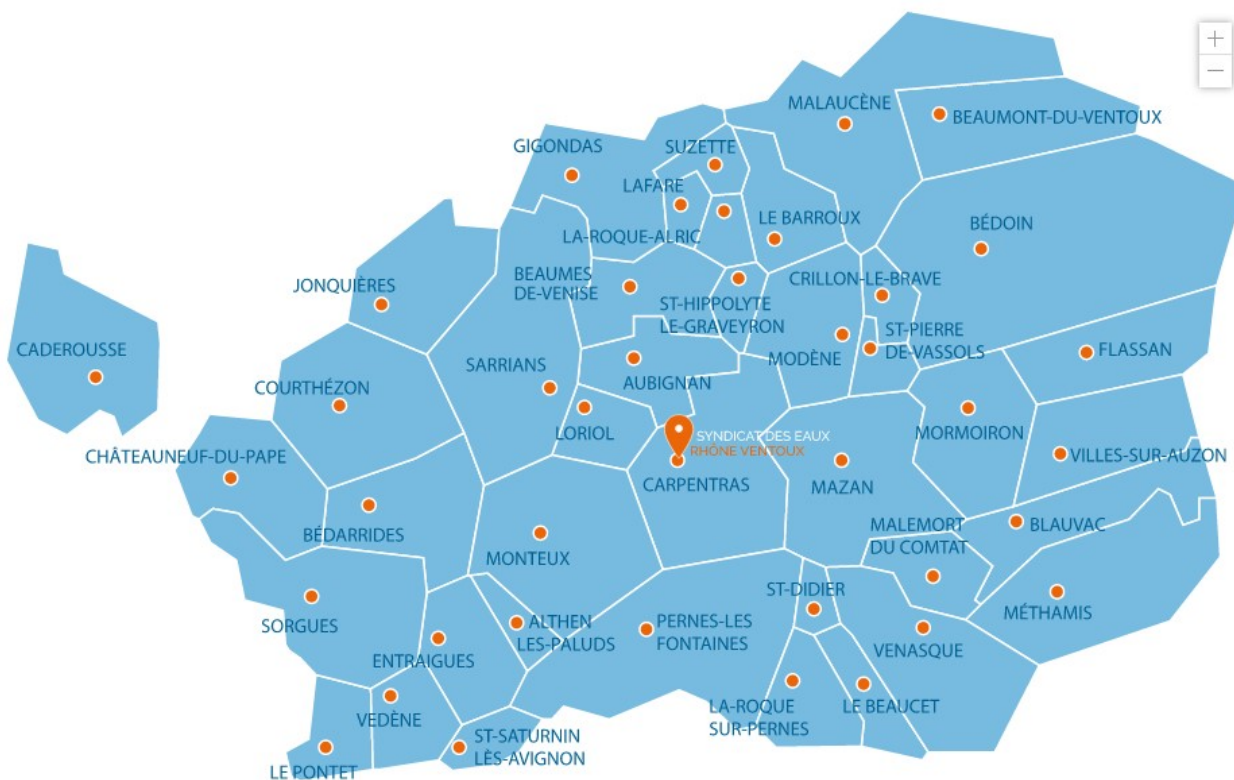 +
−
MALAUCÈNE
BEAUMONT-DU-VENTOUX
GIGONDAS
SUZETTE
LAFARE
LE BARROUX
LA-ROQUE-ALRIC
BÉDOIN
BEAUMES
DE-VENISE
CRILLON-LE-BRAVE
JONQUIÈRES
ST-HIPPOLYTE
LE-GRAVEYRON
ST-PIERRE
DE-VASSOLS
CADEROUSSE
SARRIANS
AUBIGNAN
MODÈNE
FLASSAN
COURTHÉZON
LORIOL
SYNDICAT DES EAUX
RHÔNE VENTOUX
MORMOIRON
CHÂTEAUNEUF-DU-PAPE
CARPENTRAS
MAZAN
VILLES-SUR-AUZON
BÉDARRIDES
MONTEUX
MALEMORT
DU COMTAT
BLAUVAC
SORGUES
ALTHEN
LES-PALUDS
PERNES-LES
FONTAINES
ST-DIDIER
MÉTHAMIS
ENTRAIGUES
VENASQUE
VEDÈNE
LA-ROQUE
SUR-PERNES
LE BEAUCET
ST-SATURNIN
LÈS-AVIGNON
LE PONTET